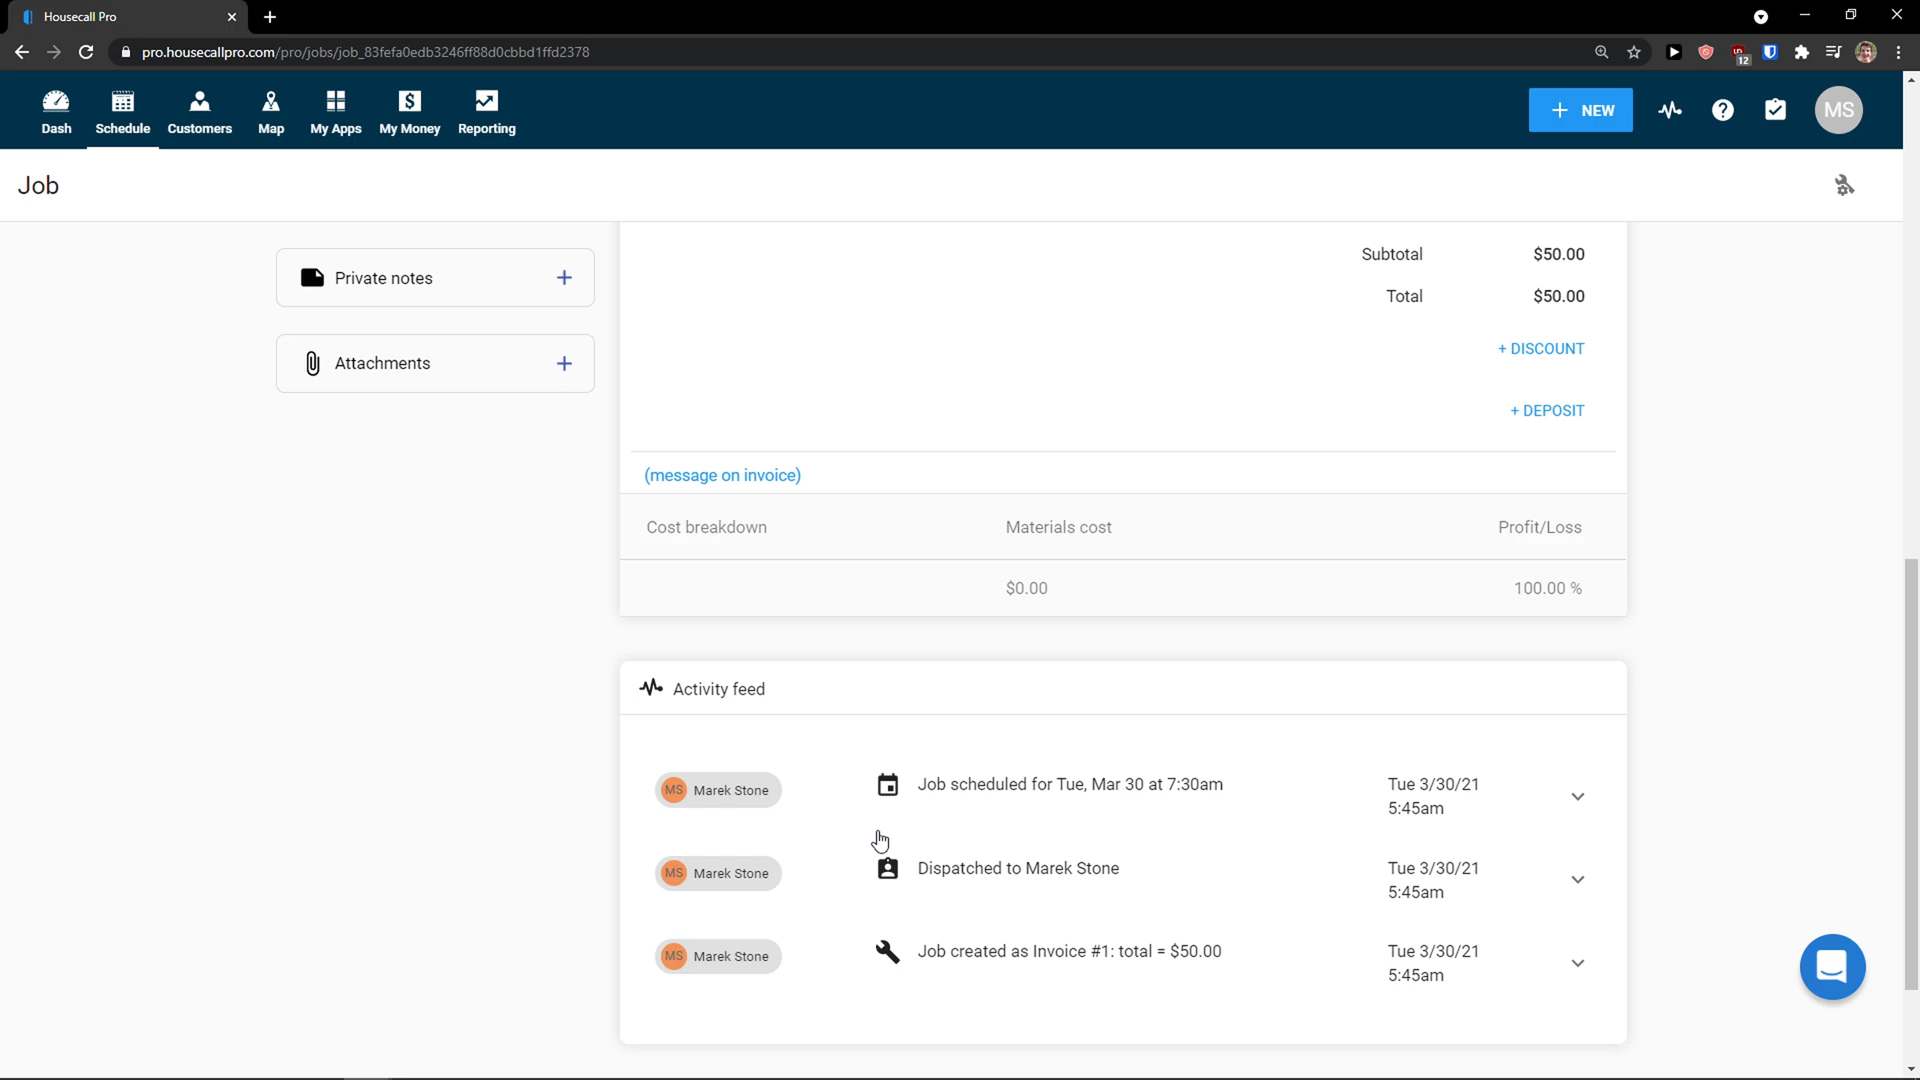 Housecall Pro
pro.housecallpro.com/pro/jobs/job_83fefa0edb3246ff88d0cbbd1ffd2378
12
Dash
Schedule
Customers
Map
My Apps
My Money
Reporting
NEW
MS
Job
Private notes
Attachments
Subtotal $50.00
Total $50.00
+ DISCOUNT
+ DEPOSIT
(message on invoice)
Cost breakdown Materials cost Profit/Loss
$0.00 100.00 %
Activity feed
MS Marek Stone Job scheduled for Tue, Mar 30 at 7:30am Tue 3/30/21
5:45am
MS Marek Stone Dispatched to Marek Stone Tue 3/30/21
5:45am
MS Marek Stone Job created as Invoice #1: total = $50.00 Tue 3/30/21
5:45am